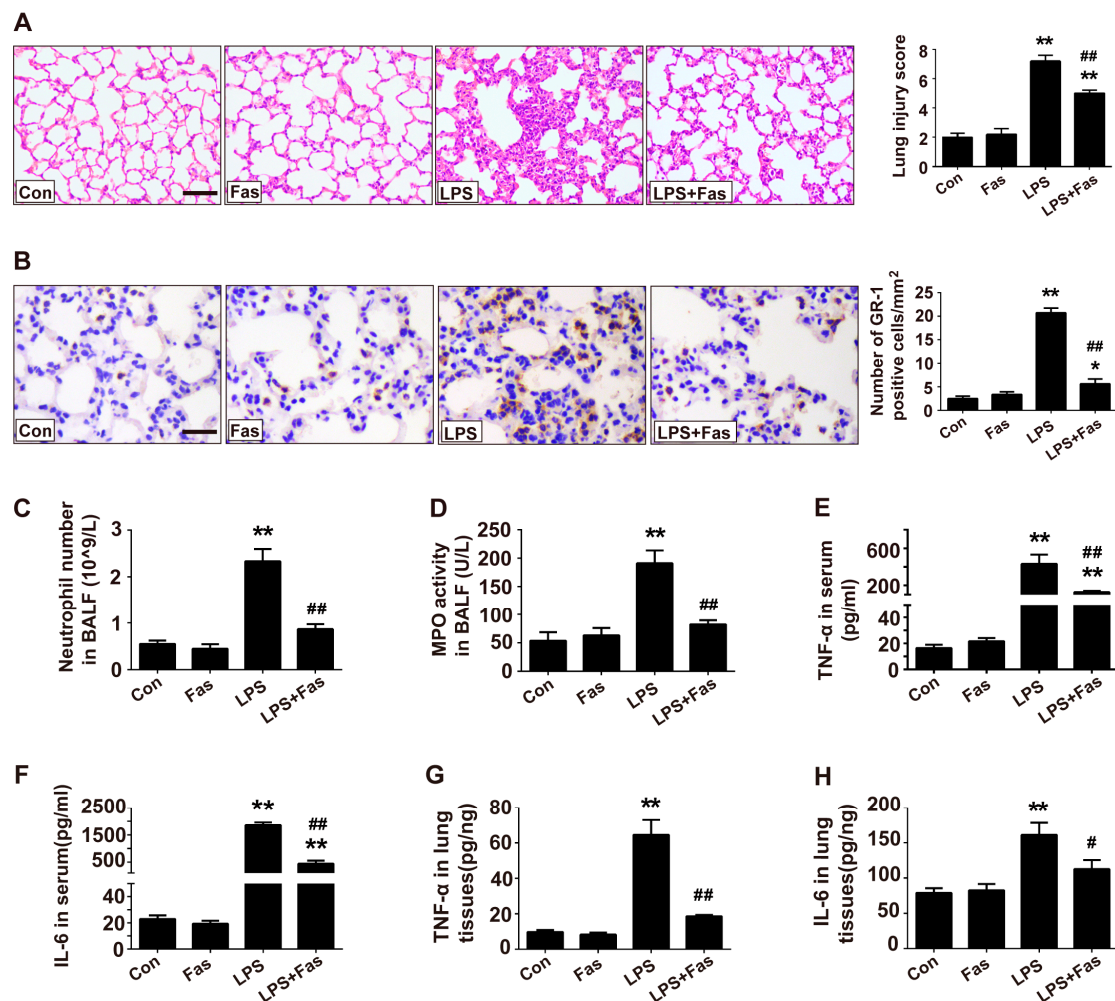 A
Con
Fas
LPS
LPS+Fas
Lung injury score
8
6
4
2
0
**
##
**
Con
Fas
LPS
LPS+Fas
B
Con
Fas
LPS
LPS+Fas
Number of GR-1
positive cells/mm²
25
20
15
10
5
0
**
##
*
Con
Fas
LPS
LPS+Fas
C
Neutrophil number
in BALF (10^9/L)
3
2
1
0
**
##
Con
Fas
LPS
LPS+Fas
D
MPO activity
in BALF (U/L)
250
200
150
100
50
0
**
##
Con
Fas
LPS
LPS+Fas
E
TNF-α in serum
(pg/ml)
600
400
100
40
20
0
**
##
**
Con
Fas
LPS
LPS+Fas
F
IL-6 in serum(pg/ml)
2500
1500
500
40
20
0
**
##
**
Con
Fas
LPS
LPS+Fas
G
TNF-α in lung
tissues(pg/ng)
60
40
20
0
**
##
Con
Fas
LPS
LPS+Fas
H
IL-6 in lung
tissues(pg/ng)
200
150
100
50
0
**
#
Con
Fas
LPS
LPS+Fas